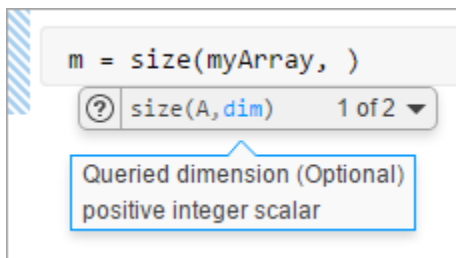 m = size(myArray, )
? size(A,dim) 1 of 2
Queried dimension (Optional)
positive integer scalar